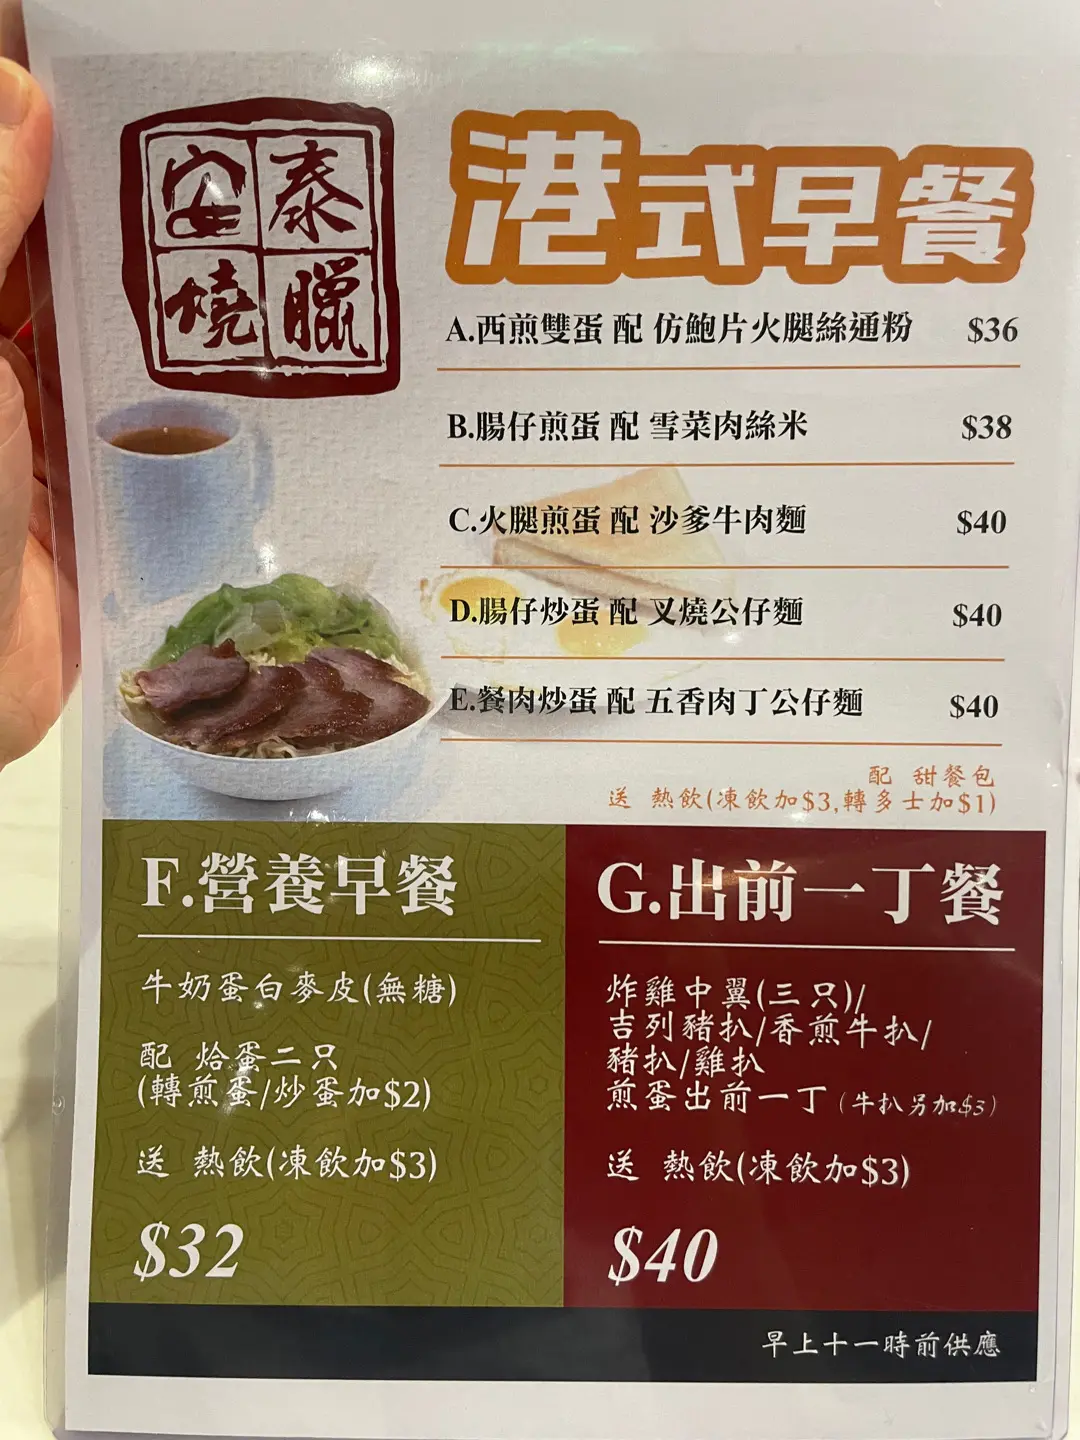 安泰
燒臘
港式早餐
A.西煎雙蛋 配 仿鮑片火腿絲通粉 $36
B.腸仔煎蛋 配 雪菜肉絲米 $38
C.火腿煎蛋 配 沙爹牛肉麵 $40
D.腸仔炒蛋 配 叉燒公仔麵 $40
E.餐肉炒蛋 配 五香肉丁公仔麵 $40
配 甜餐包
送 熱飲(凍飲加$3,轉多士加$1)
F.營養早餐
牛奶蛋白麥皮(無糖)
配 烚蛋二只
(轉煎蛋/炒蛋加$2)
送 熱飲(凍飲加$3)
$32
G.出前一丁餐
炸雞中翼(三只)/
吉列豬扒/香煎牛扒/
豬扒/雞扒
煎蛋出前一丁(牛扒另加$3)
送 熱飲(凍飲加$3)
$40
早上十一時前供應